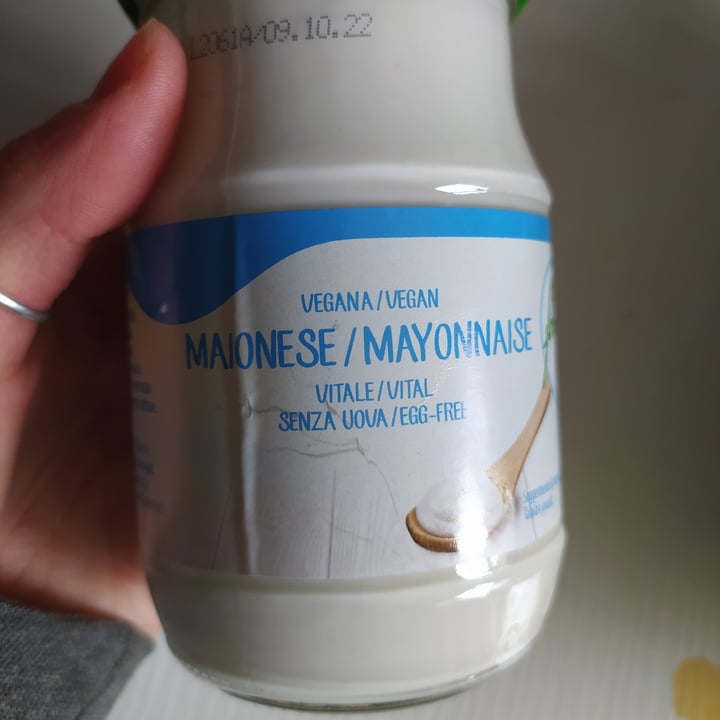 L2061A/09.10.22
VEGANA/VEGAN
MAIONESE/MAYONNAISE
VITALE/VITAL
SENZA UOVA/EGG-FREE